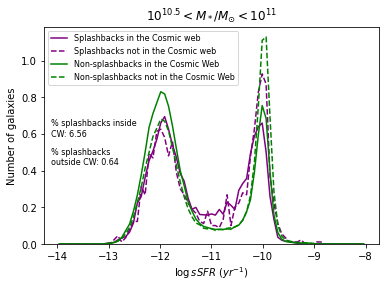 10^{10.5} < M_*/M_⊙ < 10^{11}
Splashbacks in the Cosmic web
Splashbacks not in the Cosmic web
Non-splashbacks in the Cosmic web
Non-splashbacks not in the Cosmic Web
% splashbacks inside
CW: 6.56
% splashbacks
outside CW: 0.64
Number of galaxies
1.0
0.8
0.6
0.4
0.2
0.0
−14 −13 −12 −11 −10 −9 −8
log sSFR (yr^{-1})